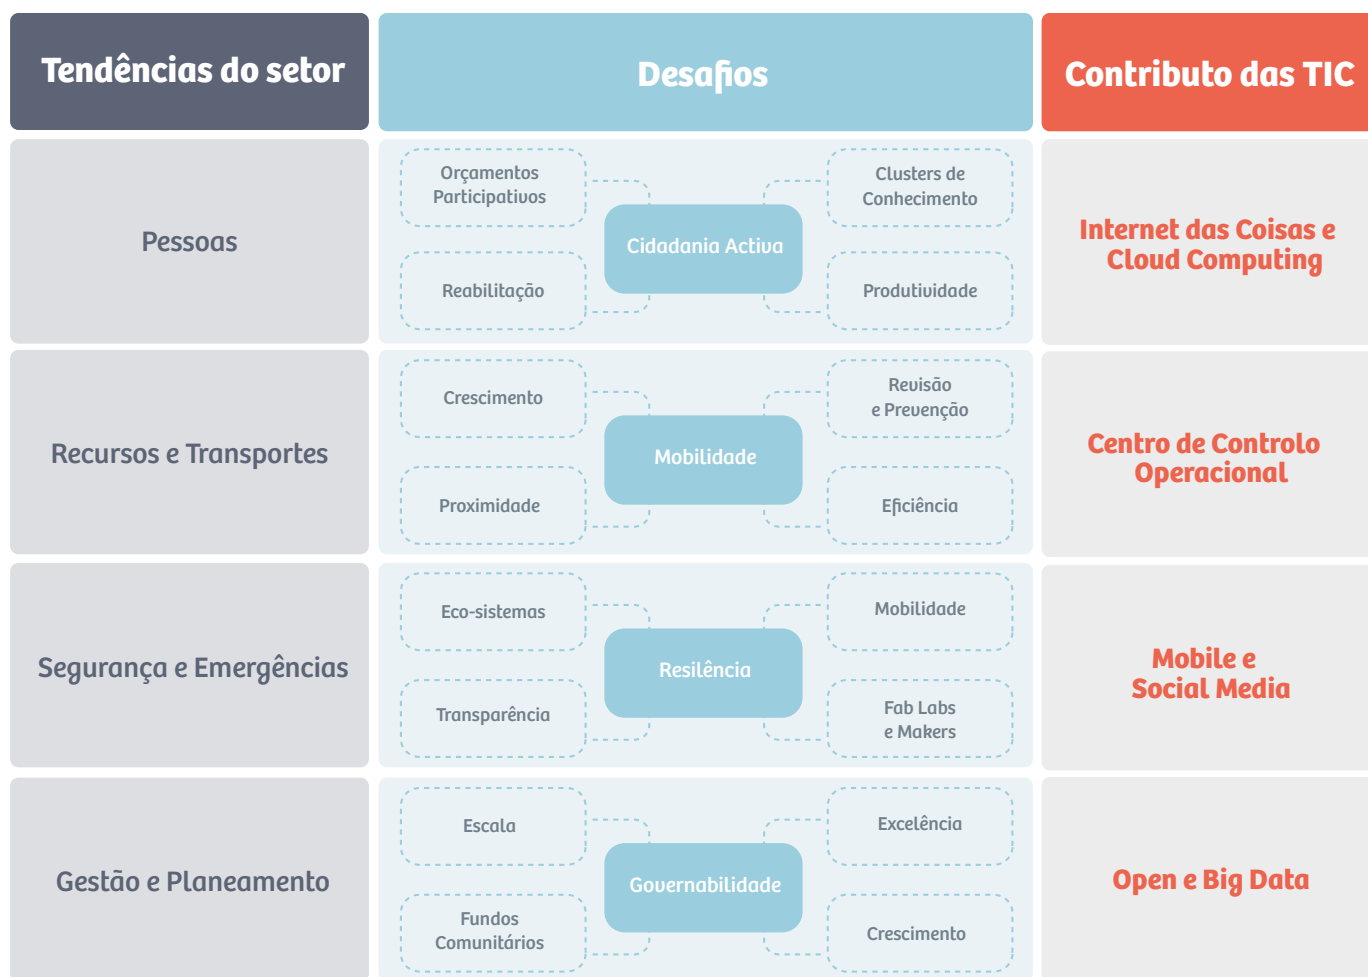 Tendências do setor
Desafios
Contributo das TIC
Pessoas
Orçamentos
Participativos
Reabilitação
Cidadania Activa
Clusters de
Conhecimento
Produtividade
Internet das Coisas e
Cloud Computing
Recursos e Transportes
Crescimento
Proximidade
Mobilidade
Revisão
e Prevenção
Eficiência
Centro de Controlo
Operacional
Segurança e Emergências
Eco-sistemas
Transparência
Resilência
Mobilidade
Fab Labs
e Makers
Mobile e
Social Media
Gestão e Planeamento
Escala
Fundos
Comunitários
Governabilidade
Excelência
Crescimento
Open e Big Data